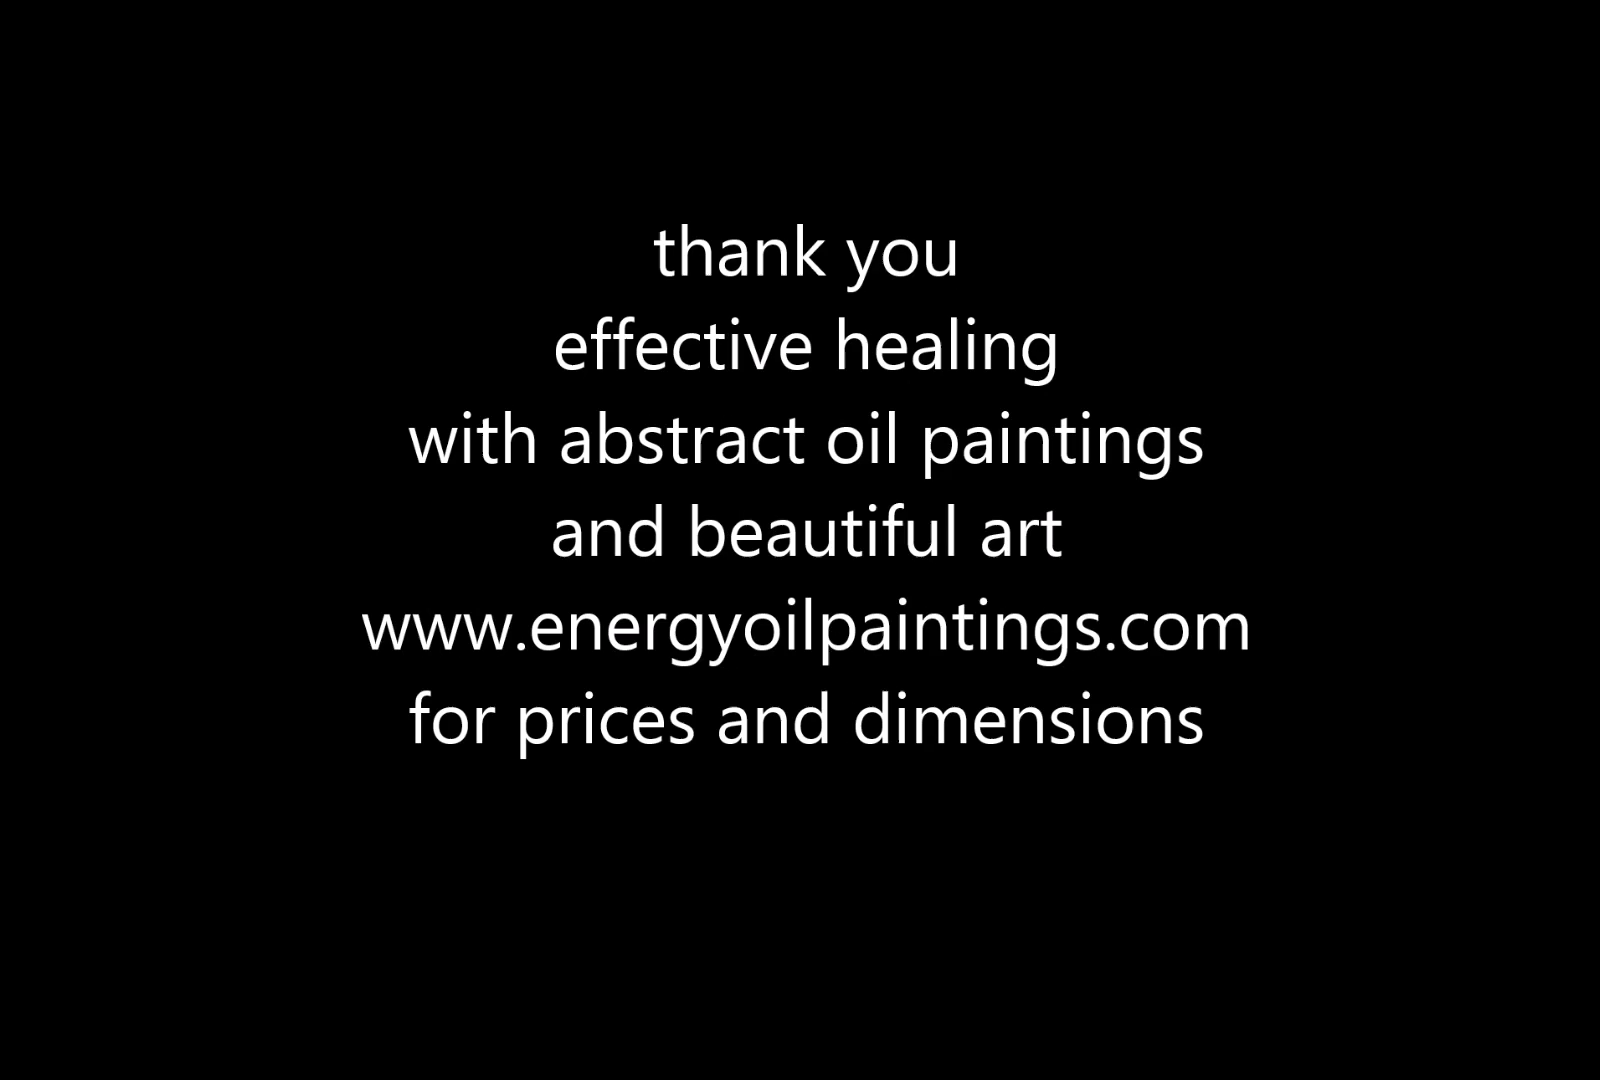 thank you
effective healing
with abstract oil paintings
and beautiful art
www.energyoilpaintings.com
for prices and dimensions